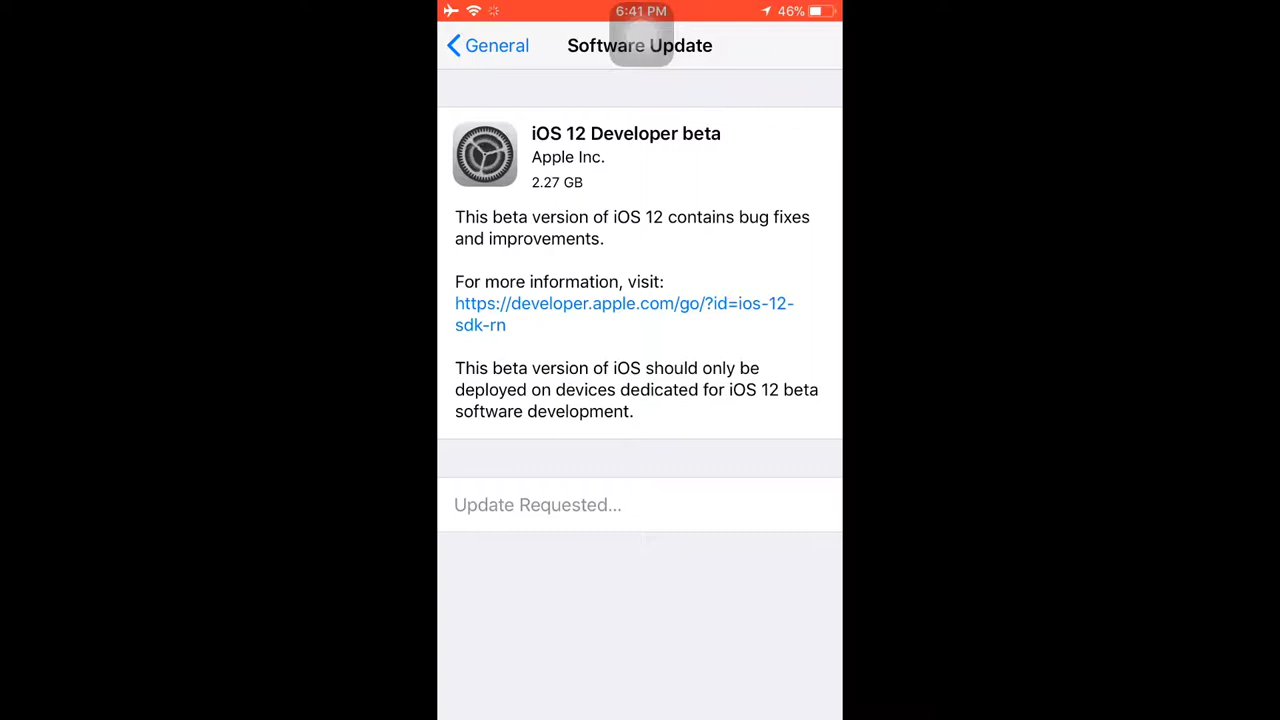 6:41 PM 46%
General Software Update
iOS 12 Developer beta
Apple Inc.
2.27 GB
This beta version of iOS 12 contains bug fixes
and improvements.
For more information, visit:
https://developer.apple.com/go/?id=ios-12-
sdk-rn
This beta version of iOS should only be
deployed on devices dedicated for iOS 12 beta
software development.
Update Requested...